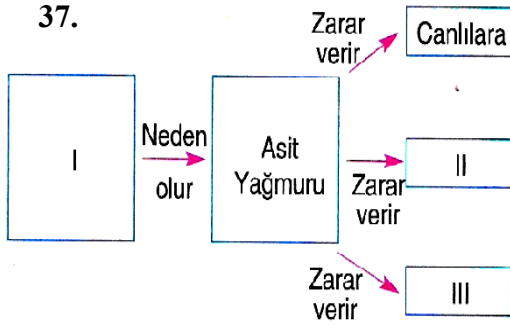 37.
Zarar
verir
Canlılara
I
Neden
olur
Asit
Yağmuru
Zarar
verir
II
Zarar
verir
III